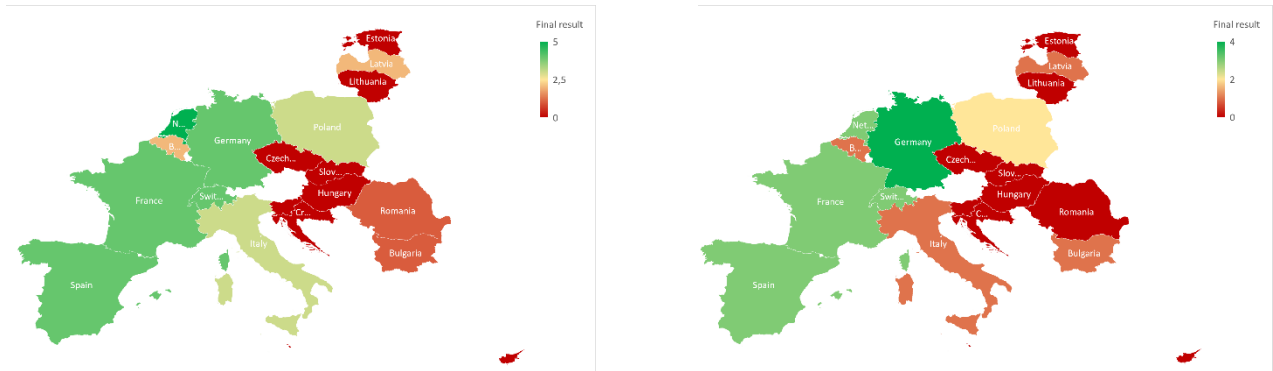 Final result
5
2,5
0
Estonia
Latvia
Lithuania
N...
B...
Germany
Poland
Czech...
Slov...
Hungary
Cr...
France
Swit...
Italy
Romania
Bulgaria
Spain
Final result
4
2
0
Estonia
Latvia
Lithuania
Net...
B...
Germany
Poland
Czech...
Slov...
Hungary
C...
France
Swit...
Italy
Romania
Bulgaria
Spain